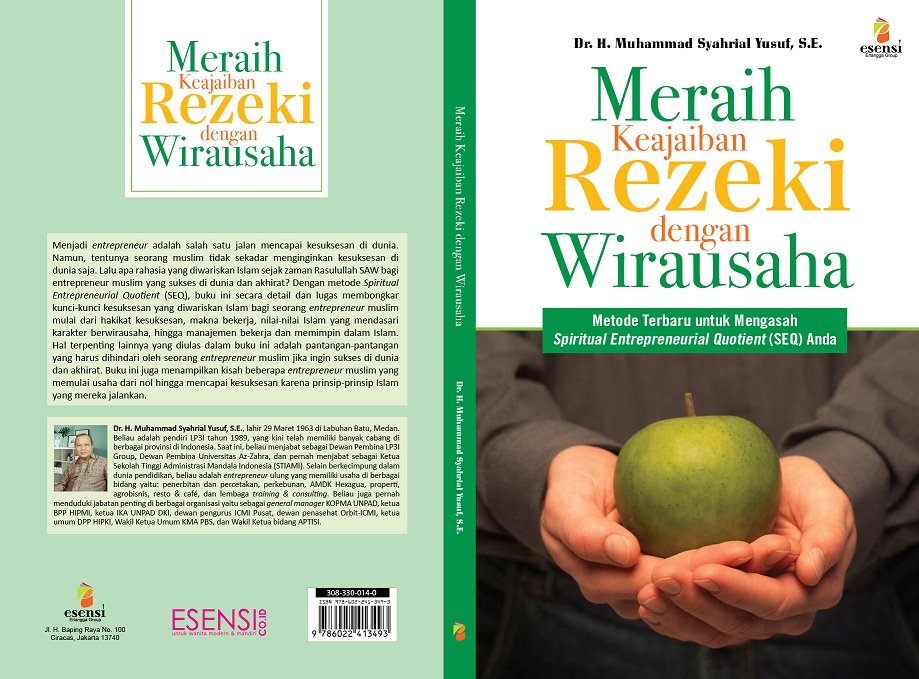 Meraih
Keajaiban
Rezeki
dengan
Wirausaha
Menjadi entrepreneur adalah salah satu jalan mencapai kesuksesan di dunia.
Namun, tentunya seorang muslim tidak sekadar menginginkan kesuksesan di
dunia saja. Lalu apa rahasia yang diwariskan Islam sejak zaman Rasulullah SAW bagi
entrepreneur muslim yang sukses di dunia dan akhirat? Dengan metode Spiritual
Entrepreneurial Quotient (SEQ), buku ini secara detail dan lugas membongkar
kunci-kunci kesuksesan yang diwariskan Islam bagi seorang entrepreneur muslim
mulai dari hakikat kesuksesan, makna bekerja, nilai-nilai Islam yang mendasari
karakter berwirausaha, hingga manajemen bekerja dan memimpin dalam Islam.
Hal terpenting lainnya yang diulas dalam buku ini adalah pantangan-pantangan
yang harus dihindari oleh seorang entrepreneur muslim jika ingin sukses di dunia
dan akhirat. Buku ini juga menampilkan kisah beberapa entrepreneur muslim yang
memulai usaha dari nol hingga mencapai kesuksesan karena prinsip-prinsip Islam
yang mereka jalankan.
Dr. H. Muhammad Syahrial Yusuf, S.E., lahir 29 Maret 1963 di Labuhan Batu, Medan.
Beliau adalah pendiri LP3I tahun 1989, yang kini telah memiliki banyak cabang di
berbagai provinsi di Indonesia. Saat ini, beliau menjabat sebagai Dewan Pembina LP3I
Group, Dewan Pembina Universitas Az-Zahra, dan pernah menjabat sebagai Ketua
Sekolah Tinggi Administrasi Mandala Indonesia (STIAMI). Selain berkecimpung dalam
dunia pendidikan, beliau adalah entrepreneur ulung yang memiliki usaha di berbagai
bidang yaitu: penerbitan dan percetakan, perkebunan, AMDK Hexagua, properti,
agrobisnis, resto & café, dan lembaga training & consulting. Beliau juga pernah
menduduki jabatan penting di berbagai organisasi yaitu sebagai general manager KOPMA UNPAD, ketua
BPP HIPMI, ketua IKA UNPAD DKI, dewan pengurus ICMI Pusat, dewan penasehat Orbit-ICMI, ketua
umum DPP HIPKI, Wakil Ketua Umum KMA PBS, dan Wakil Ketua bidang APTISI.
esensi
Erlangga Group
Jl. H. Baping Raya No. 100
Ciracas, Jakarta 13740
ESENSI.CO.ID
untuk wanita modern & mandiri
308-330-014-0
ISBN 978-602-241-349-3
9 786022 413493
Meraih Keajaiban Rezeki dengan Wirausaha
Dr. H. Muhammad Syahrial Yusuf, S.E.
Dr. H. Muhammad Syahrial Yusuf, S.E.
esensi
Erlangga Group
Meraih
Keajaiban
Rezeki
dengan
Wirausaha
Metode Terbaru untuk Mengasah
Spiritual Entrepreneurial Quotient (SEQ) Anda